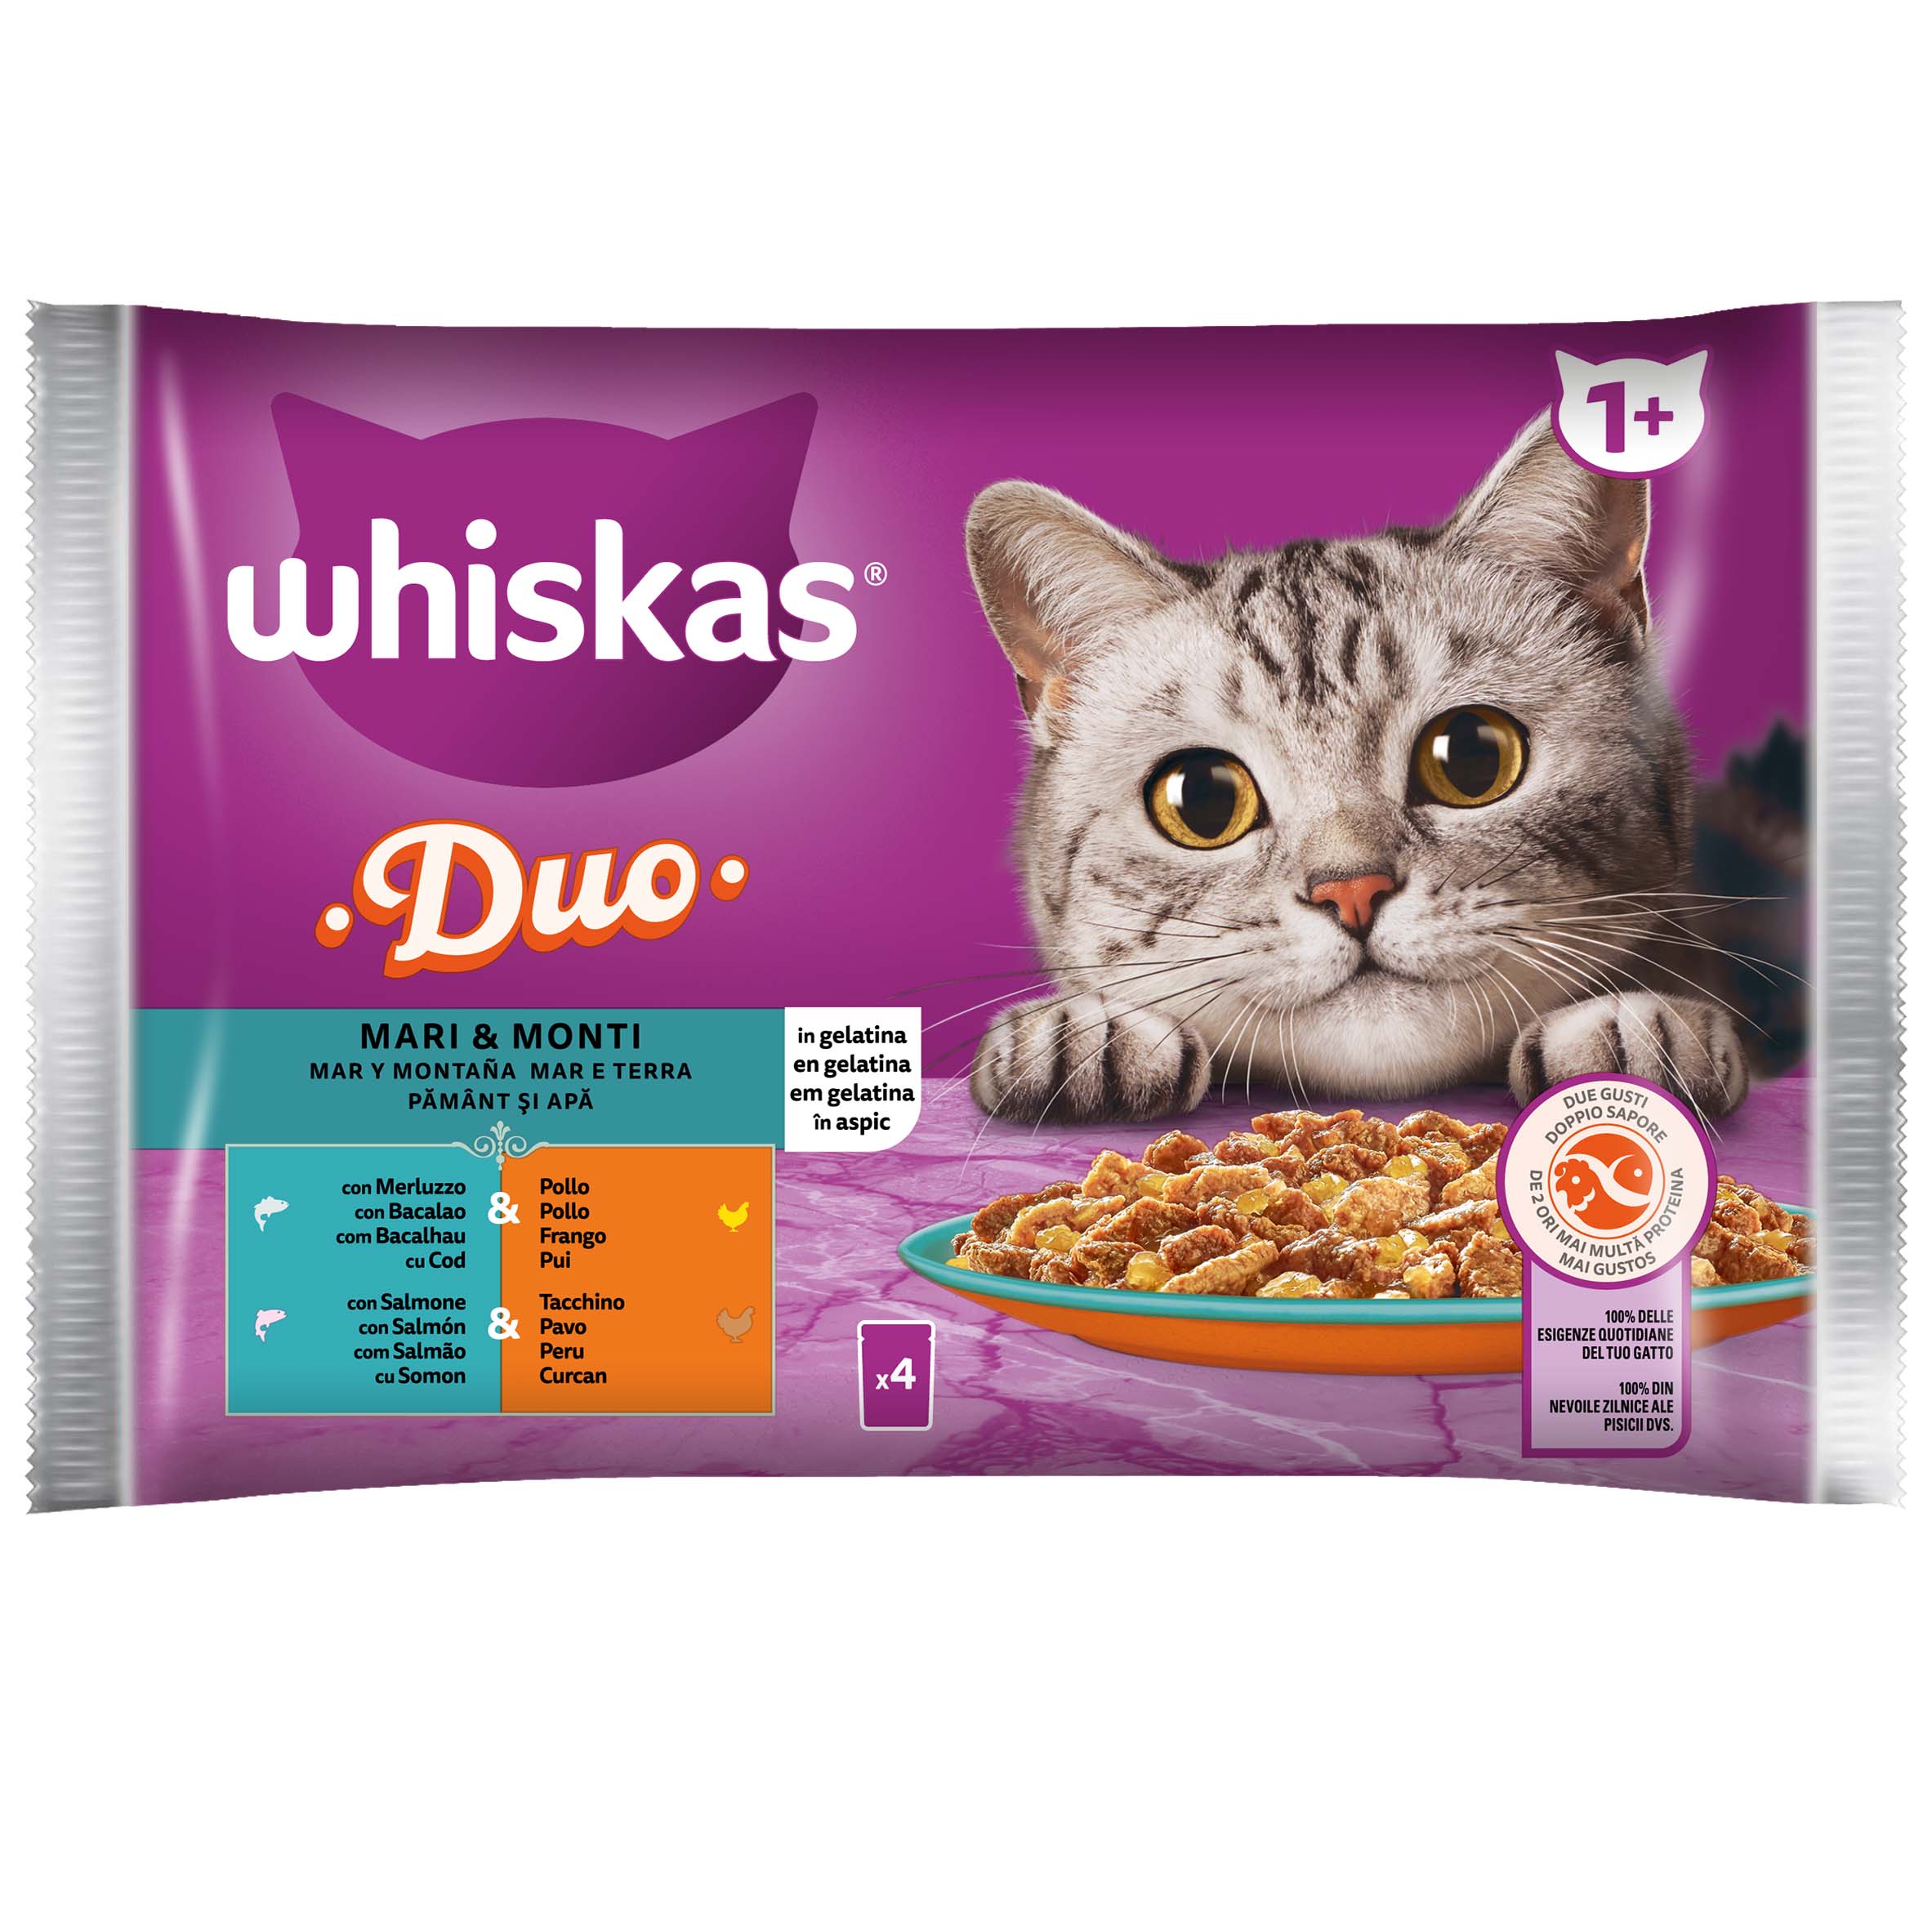 1+
whiskas®
Duo
MARI & MONTI
MAR Y MONTAÑA MAR E TERRA
PĂMÂNT ŞI APĂ
in gelatina
en gelatina
em gelatina
în aspic
con Merluzzo & Pollo
con Bacalao Pollo
com Bacalhau Frango
cu Cod Pui
con Salmone & Tacchino
con Salmón Pavo
com Salmão Peru
cu Somon Curcan
x4
DUE GUSTI
DOPPIO SAPORE
DE 2 ORI MAI MULTĂ PROTEINA
MAI GUSTOS
100% DELLE
ESIGENZE QUOTIDIANE
DEL TUO GATTO
100% DIN
NEVOILE ZILNICE ALE
PISICII DVS.